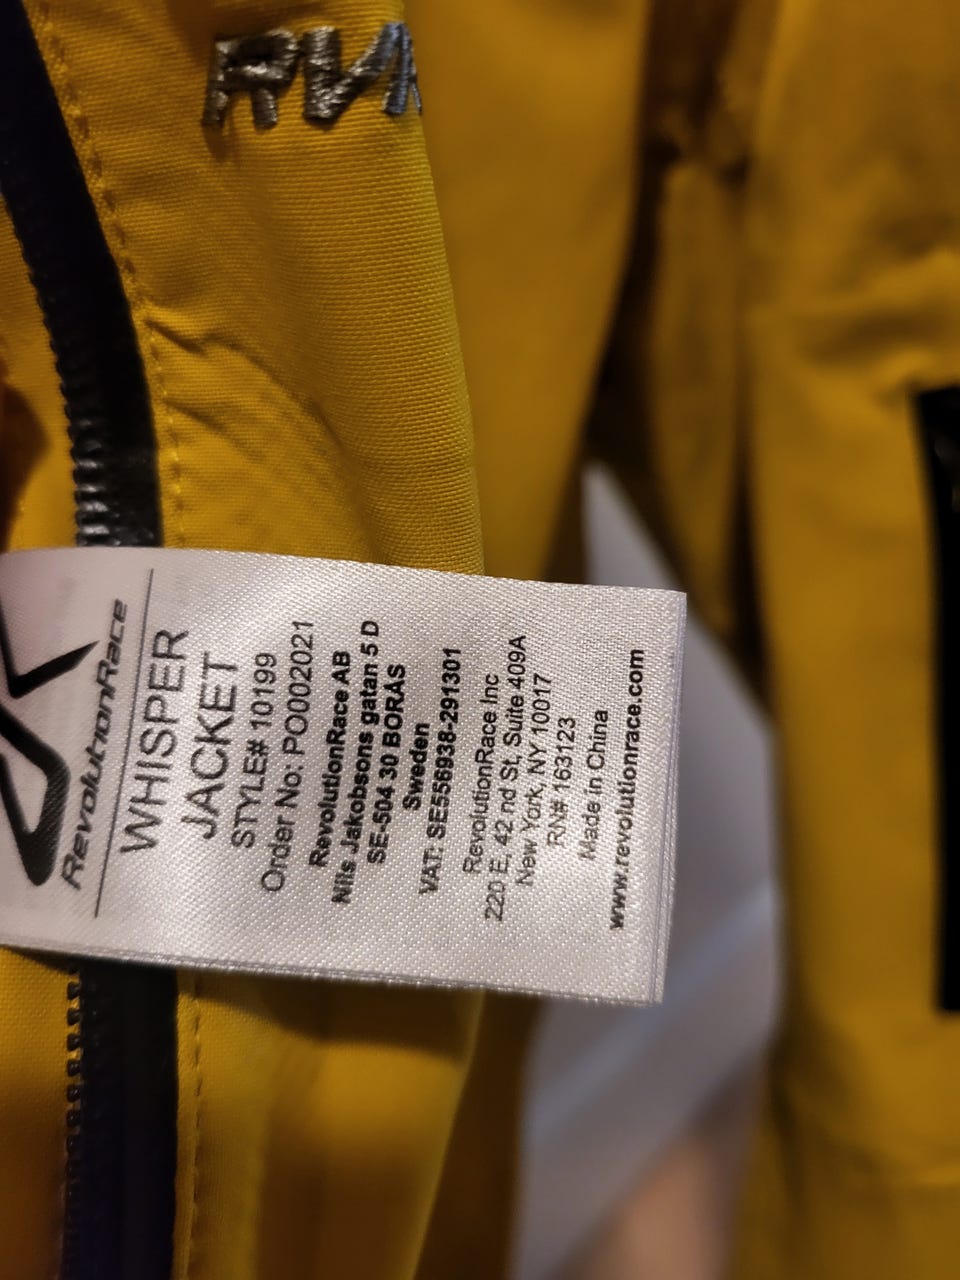 RVR
RevolutionRace
WHISPER
JACKET
STYLE# 10199
Order No: PO002021
RevolutionRace AB
Nils Jakobsons gatan 5 D
SE-504 30 BORÅS
Sweden
VAT: SE556938-291301
RevolutionRace Inc
220 E, 42 nd St, Suite 409A
New York, NY 10017
RN# 163123
Made in China
www.revolutionrace.com